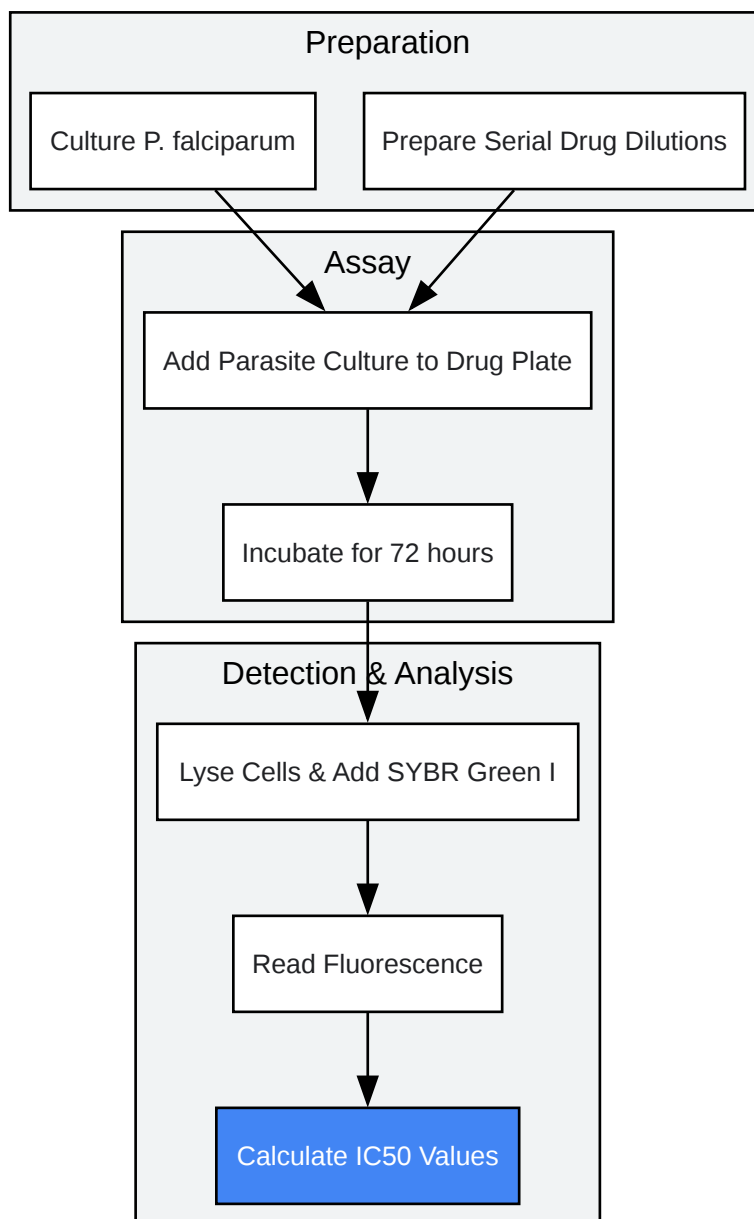 Preparation
Culture P. falciparum
Prepare Serial Drug Dilutions
Assay
Add Parasite Culture to Drug Plate
Incubate for 72 hours
Detection & Analysis
Lyse Cells & Add SYBR Green I
Read Fluorescence
Calculate IC50 Values